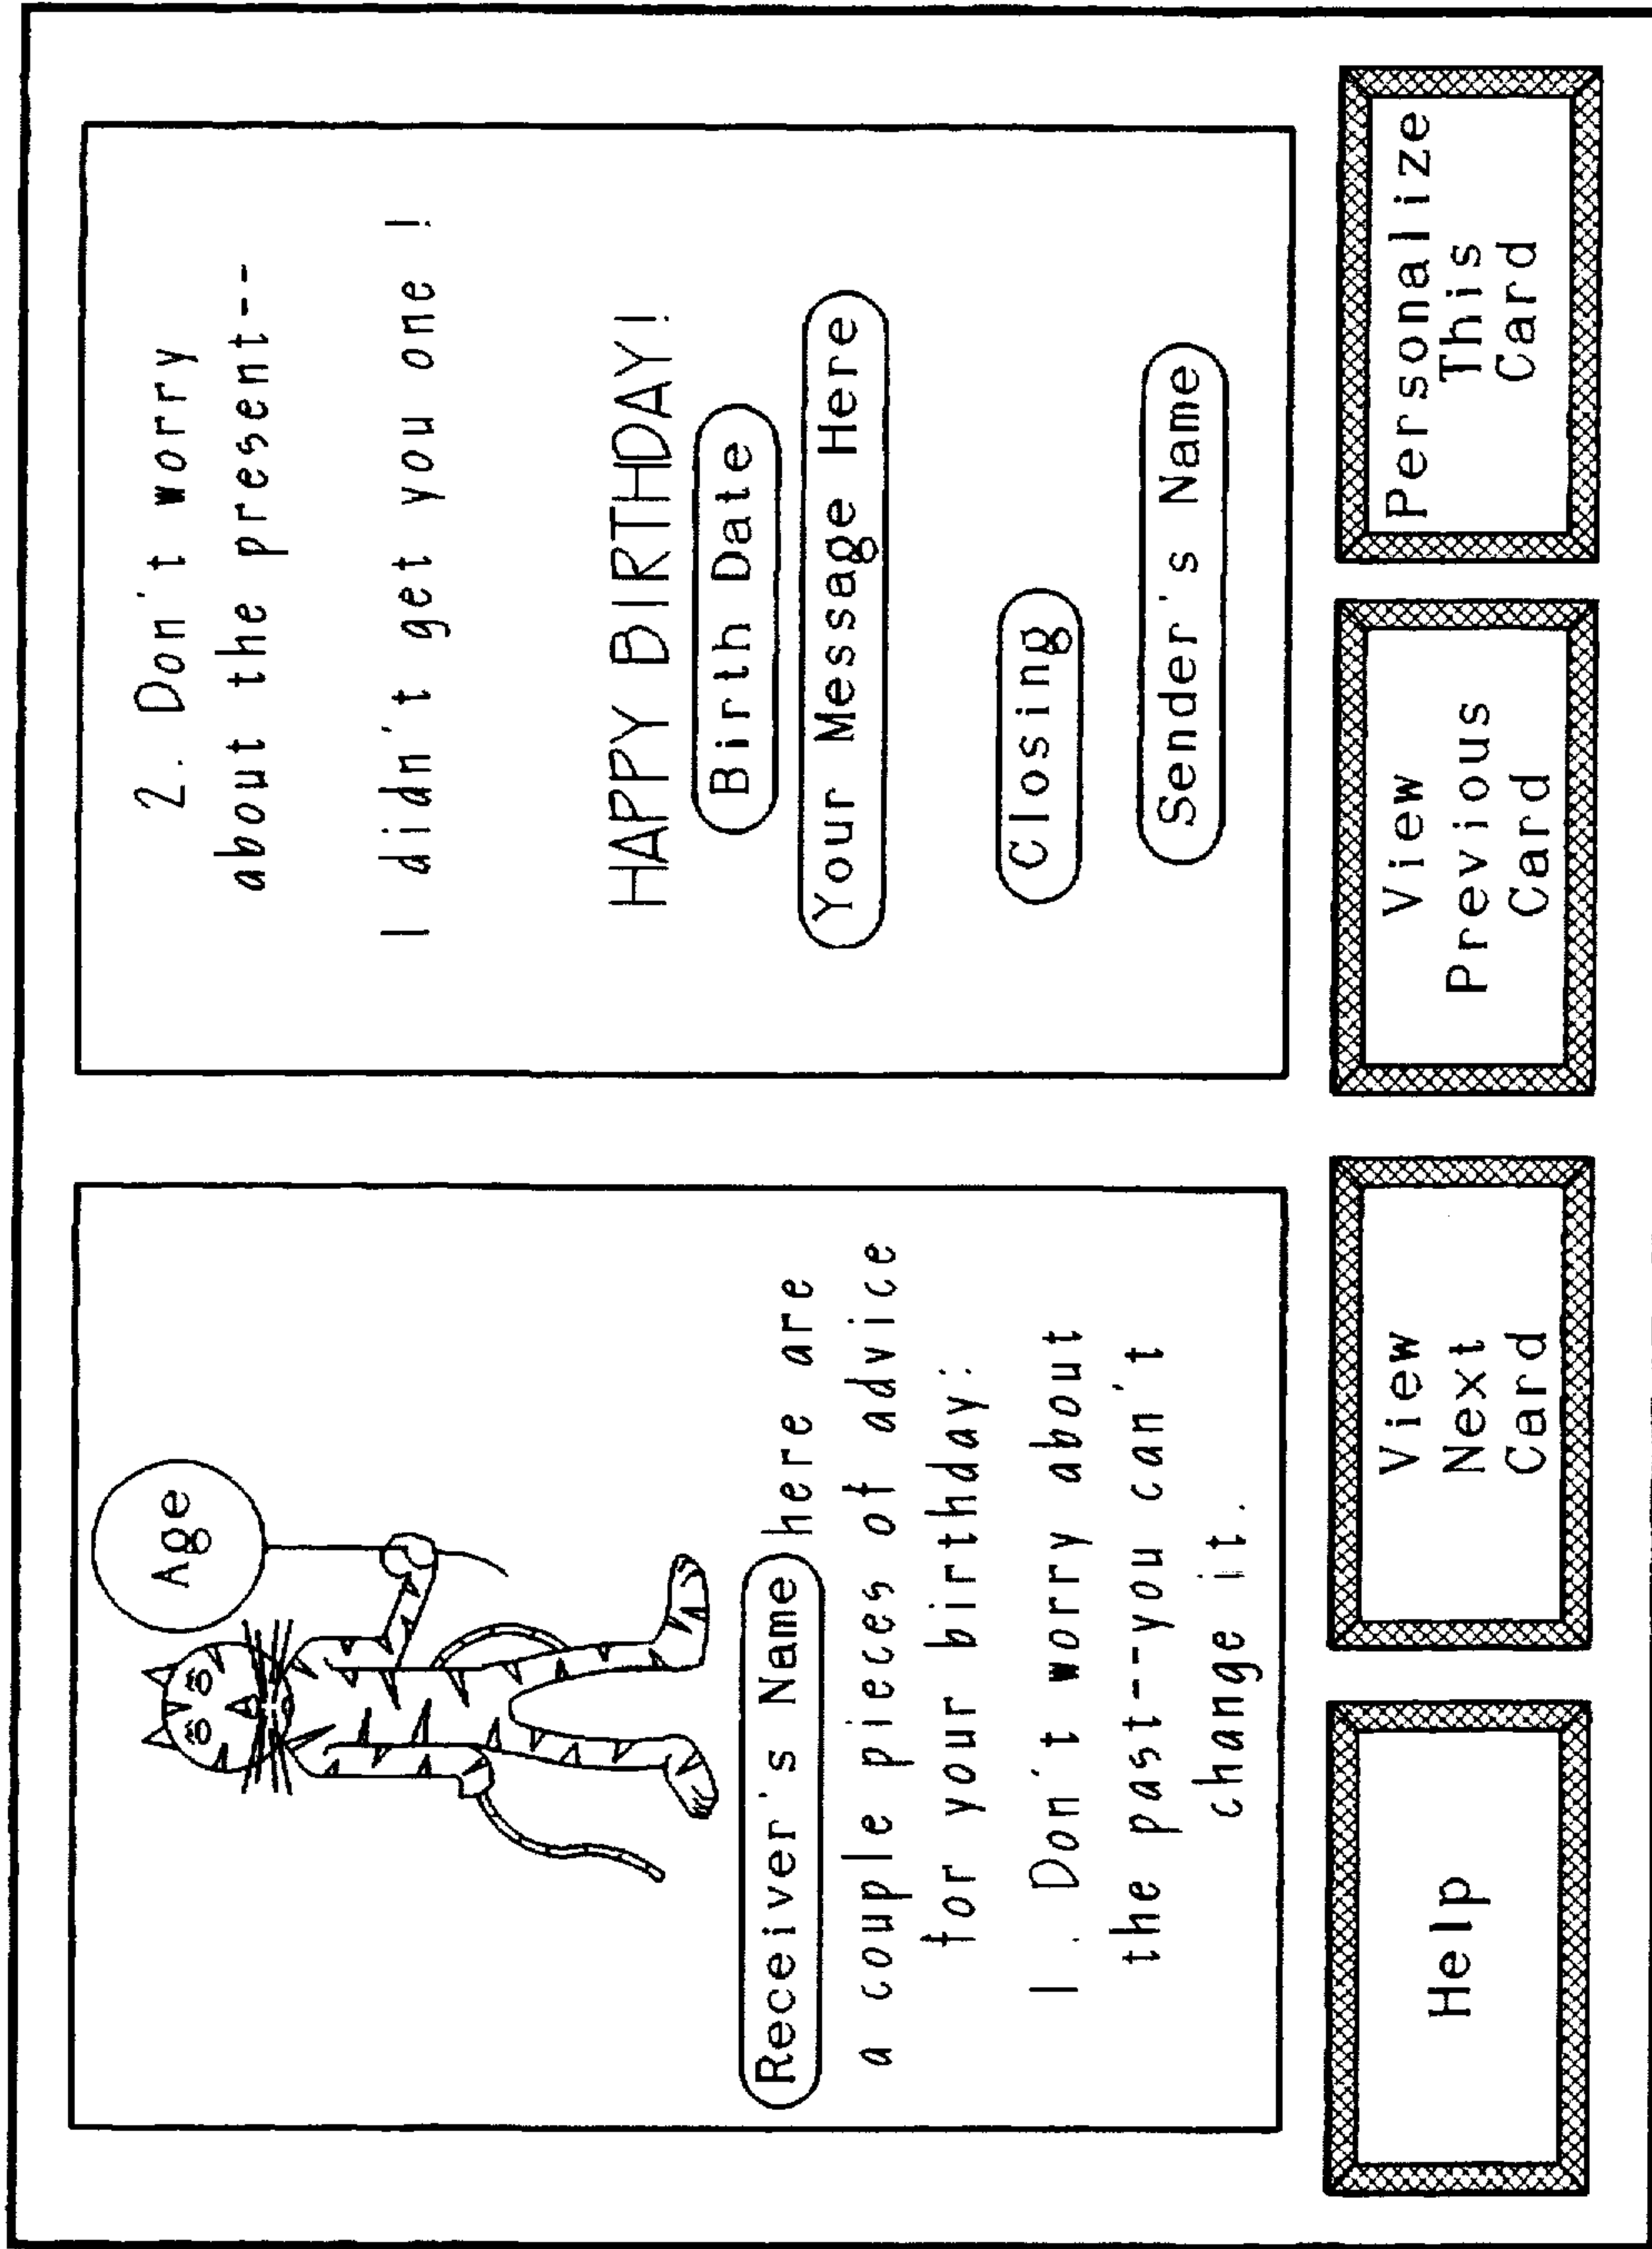 Age
Receiver's Name here are
a couple pieces of advice
for your birthday:
1. Don't worry about
the past--you can't
change it.
2. Don't worry
about the present--
I didn't get you one!
HAPPY BIRTHDAY!
Birth Date
Your Message Here
Closing
Sender's Name
Help
View
Next
Card
View
Previous
Card
Personalize
This
Card